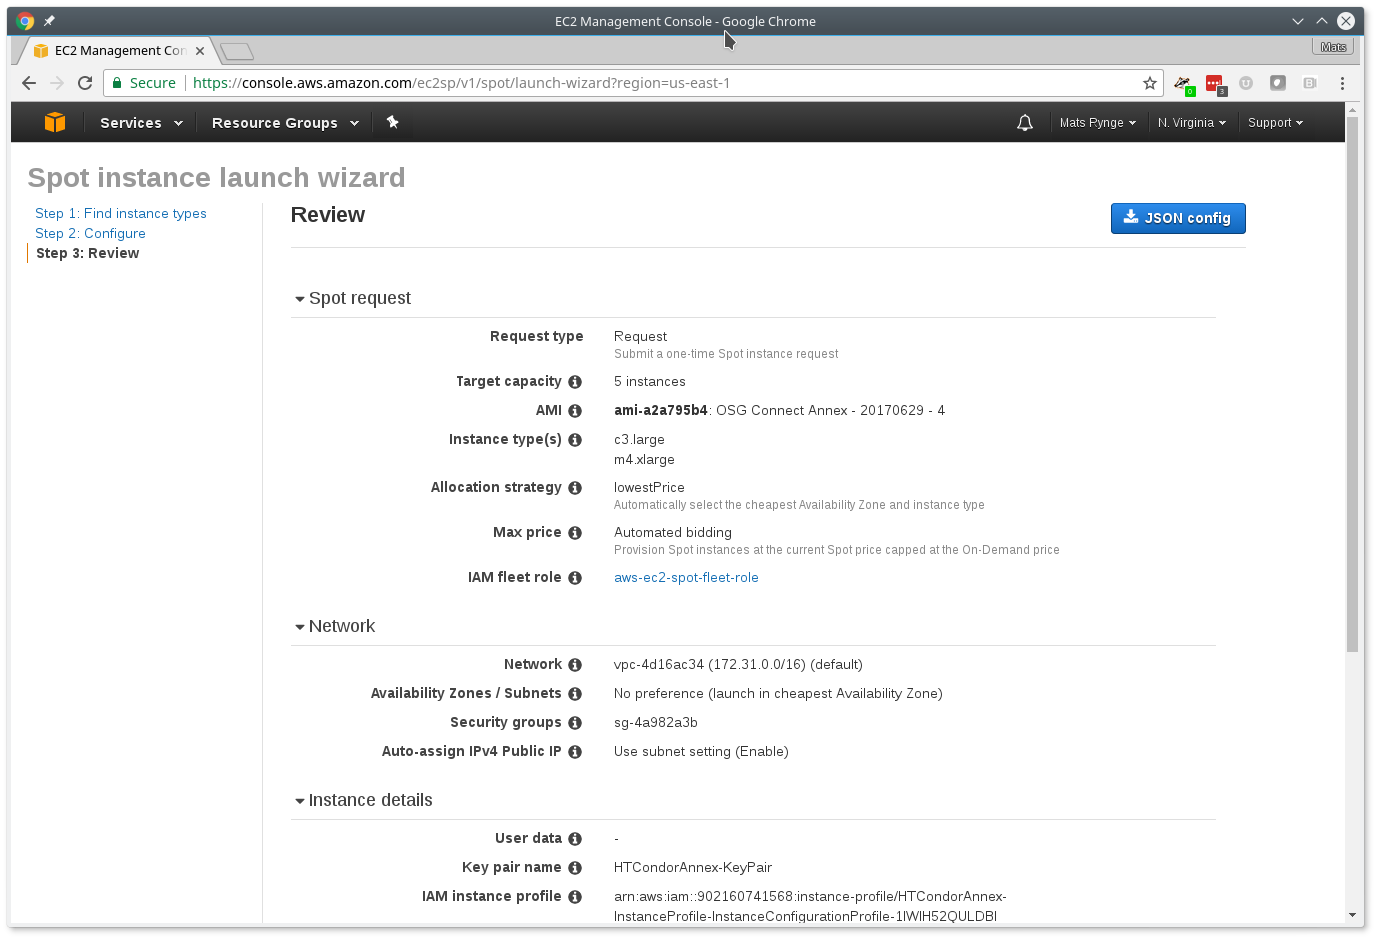 EC2 Management Console - Google Chrome
EC2 Management Con
Mats
Secure https://console.aws.amazon.com/ec2sp/v1/spot/launch-wizard?region=us-east-1
0
3
Services
Resource Groups
Mats Rynge
N. Virginia
Support
Spot instance launch wizard
Step 1: Find instance types
Step 2: Configure
Step 3: Review
Review
JSON config
Spot request
Request type Request
Submit a one-time Spot instance request
Target capacity 5 instances
AMI ami-a2a795b4: OSG Connect Annex - 20170629 - 4
Instance type(s) c3.large
m4.xlarge
Allocation strategy lowestPrice
Automatically select the cheapest Availability Zone and instance type
Max price Automated bidding
Provision Spot instances at the current Spot price capped at the On-Demand price
IAM fleet role aws-ec2-spot-fleet-role
Network
Network vpc-4d16ac34 (172.31.0.0/16) (default)
Availability Zones / Subnets No preference (launch in cheapest Availability Zone)
Security groups sg-4a982a3b
Auto-assign IPv4 Public IP Use subnet setting (Enable)
Instance details
User data -
Key pair name HTCondorAnnex-KeyPair
IAM instance profile arn:aws:iam::902160741568:instance-profile/HTCondorAnnex-
InstanceProfile-InstanceConfigurationProfile-1IWIH52QULDBI